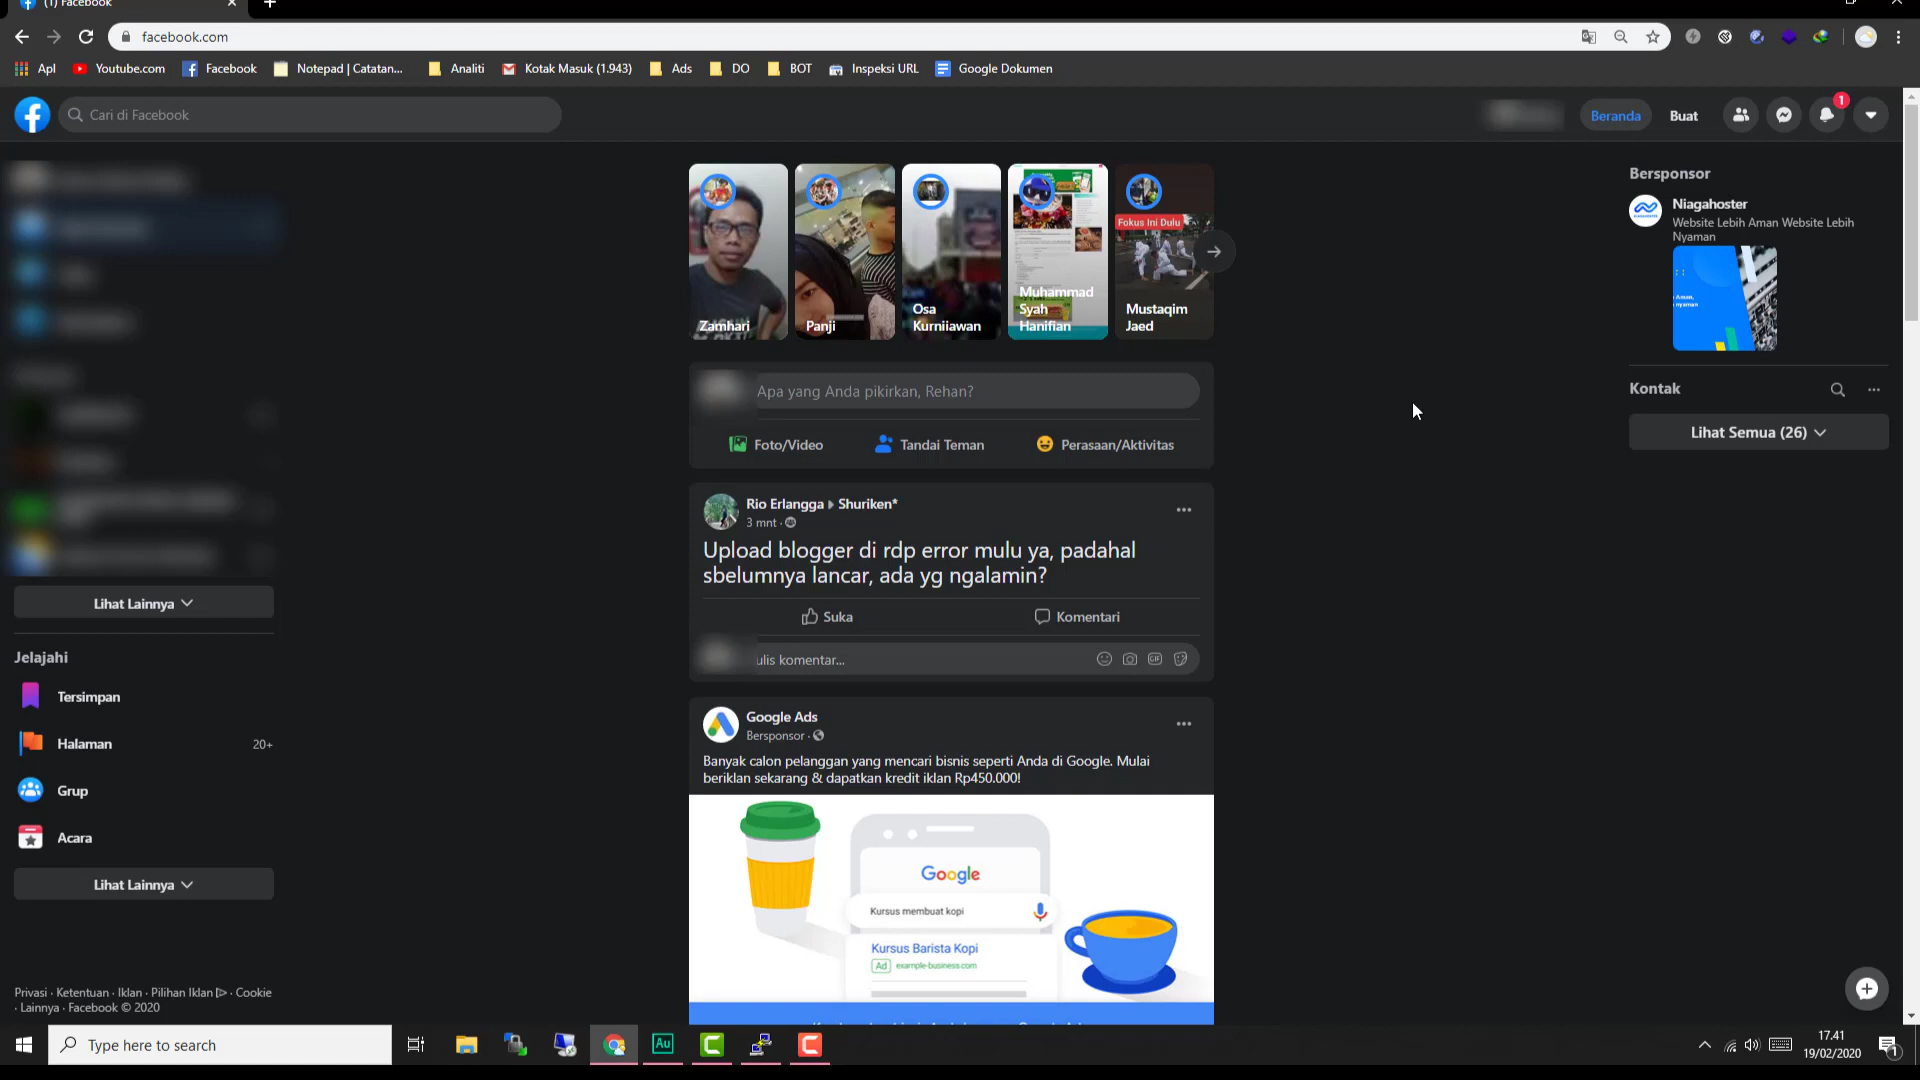 (1) Facebook
facebook.com
Apl
Youtube.com
Facebook
Notepad | Catatan...
Analiti
Kotak Masuk (1.943)
Ads
DO
BOT
Inspeksi URL
Google Dokumen
Cari di Facebook
Beranda
Buat
1
Zamhari
Panji
Osa
Kurniiawan
Muhammad
Syah
Hanifian
Fokus Ini Dulu
Mustaqim
Jaed
Bersponsor
Niagahoster
Website Lebih Aman Website Lebih
Nyaman
Kontak
Lihat Semua (26)
Apa yang Anda pikirkan, Rehan?
Foto/Video
Tandai Teman
Perasaan/Aktivitas
Rio Erlangga
Shuriken*
3 mnt ·
Upload blogger di rdp error mulu ya, padahal
sbelumnya lancar, ada yg ngalamin?
Suka
Komentari
ulis komentar...
GIF
Google Ads
Bersponsor ·
Banyak calon pelanggan yang mencari bisnis seperti Anda di Google. Mulai
beriklan sekarang & dapatkan kredit iklan Rp450.000!
Google
Kursus membuat kopi
Kursus Barista Kopi
Ad example-business.com
Lihat Lainnya
Jelajahi
Tersimpan
Halaman
20+
Grup
Acara
Lihat Lainnya
Privasi · Ketentuan · Iklan · Pilihan Iklan · Cookie
· Lainnya · Facebook © 2020
Type here to search
Au
17.41
19/02/2020
1